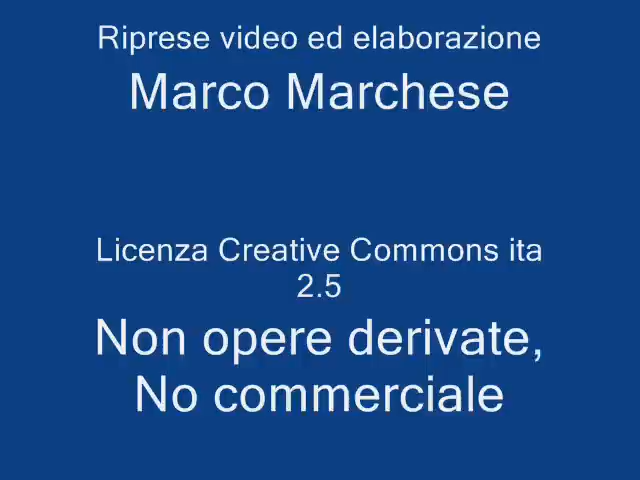 Riprese video ed elaborazione
Marco Marchese
Licenza Creative Commons ita
2.5
Non opere derivate,
No commerciale